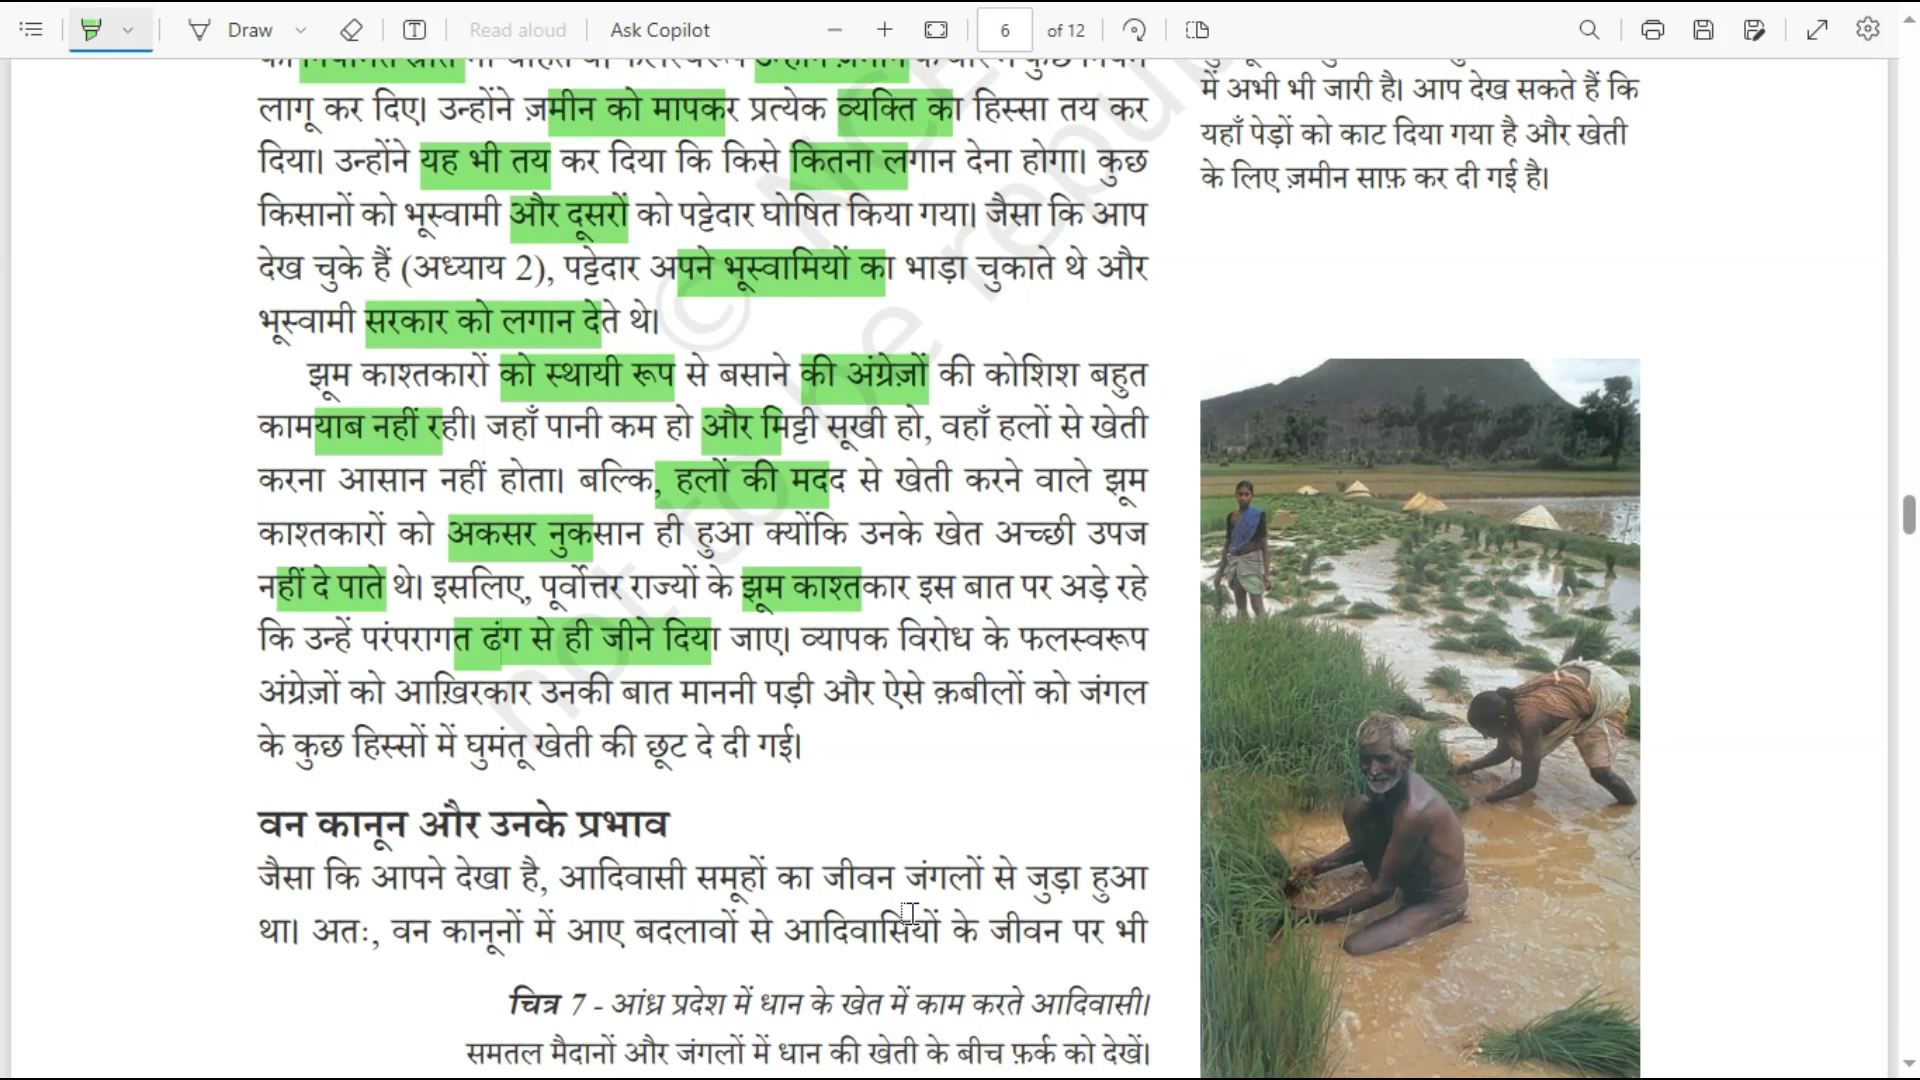 Draw
Read aloud
Ask Copilot
6
of 12
लागू कर दिए। उन्होंने ज़मीन को मापकर प्रत्येक व्यक्ति का हिस्सा तय कर
दिया। उन्होंने यह भी तय कर दिया कि किसे कितना लगान देना होगा। कुछ
किसानों को भूस्वामी और दूसरों को पट्टेदार घोषित किया गया। जैसा कि आप
देख चुके हैं (अध्याय 2), पट्टेदार अपने भूस्वामियों का भाड़ा चुकाते थे और
भूस्वामी सरकार को लगान देते थे।
झूम काश्तकारों को स्थायी रूप से बसाने की अंग्रेज़ों की कोशिश बहुत
कामयाब नहीं रही। जहाँ पानी कम हो और मिट्टी सूखी हो, वहाँ हलों से खेती
करना आसान नहीं होता। बल्कि, हलों की मदद से खेती करने वाले झूम
काश्तकारों को अकसर नुकसान ही हुआ क्योंकि उनके खेत अच्छी उपज
नहीं दे पाते थे। इसलिए, पूर्वोत्तर राज्यों के झूम काश्तकार इस बात पर अड़े रहे
कि उन्हें परंपरागत ढंग से ही जीने दिया जाए। व्यापक विरोध के फलस्वरूप
अंग्रेज़ों को आख़िरकार उनकी बात माननी पड़ी और ऐसे क़बीलों को जंगल
के कुछ हिस्सों में घुमंतू खेती की छूट दे दी गई।
वन कानून और उनके प्रभाव
जैसा कि आपने देखा है, आदिवासी समूहों का जीवन जंगलों से जुड़ा हुआ
था। अतः, वन कानूनों में आए बदलावों से आदिवासियों के जीवन पर भी
चित्र 7 - आंध्र प्रदेश में धान के खेत में काम करते आदिवासी।
समतल मैदानों और जंगलों में धान की खेती के बीच फ़र्क को देखें।
में अभी भी जारी है। आप देख सकते हैं कि
यहाँ पेड़ों को काट दिया गया है और खेती
के लिए ज़मीन साफ़ कर दी गई है।
© NCE
not to be repu